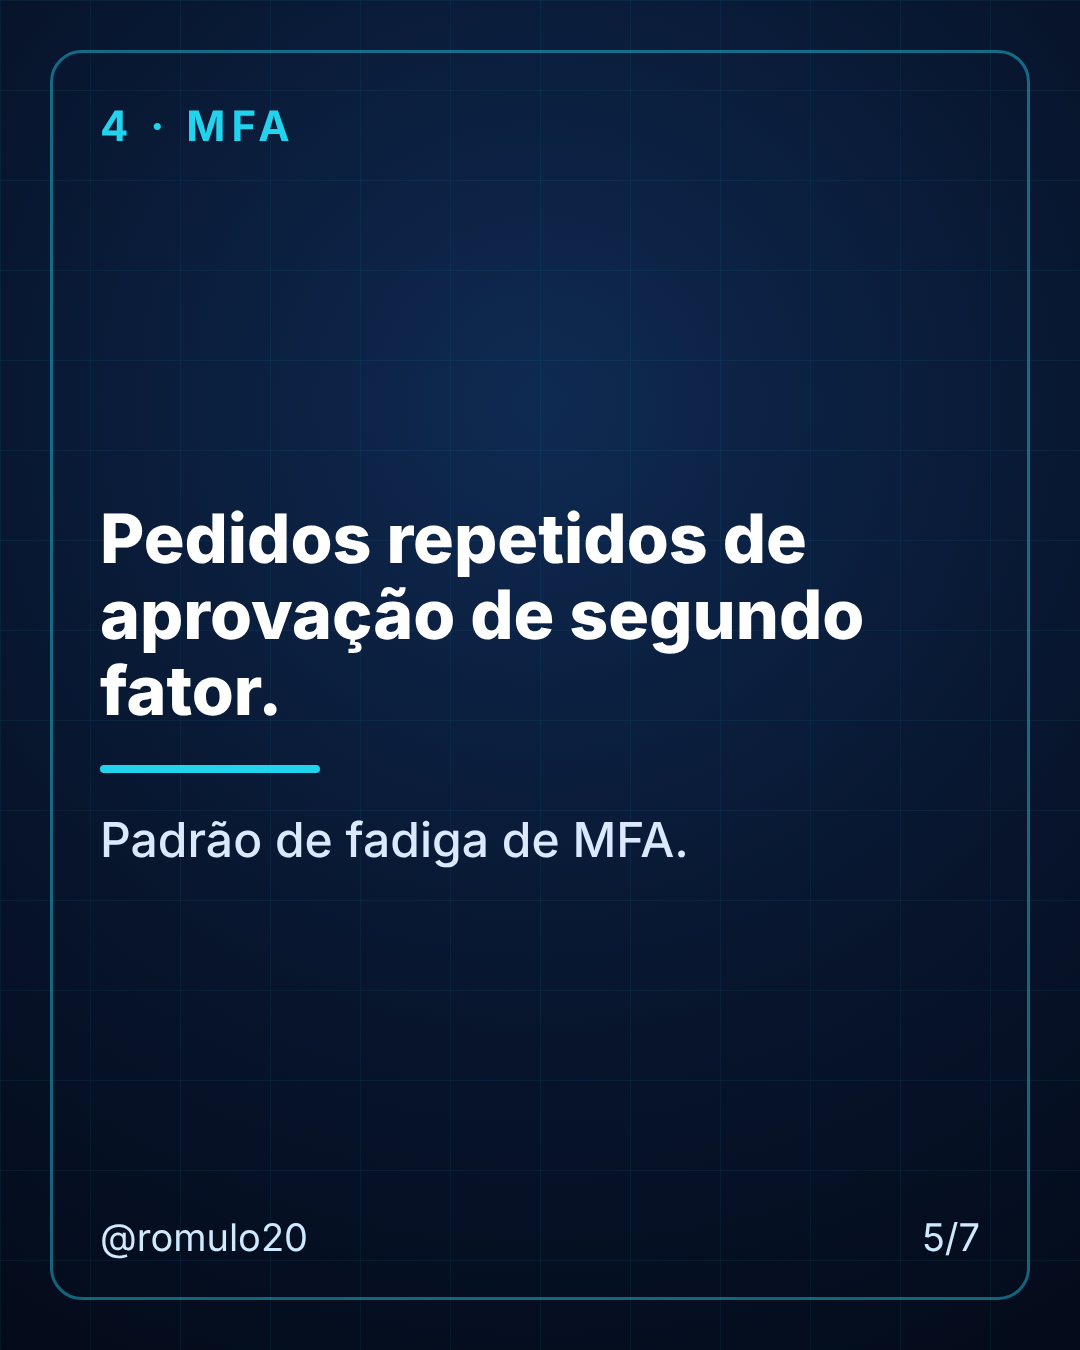 4 · MFA
Pedidos repetidos de
aprovação de segundo
fator.
Padrão de fadiga de MFA.
@romulo20
5/7